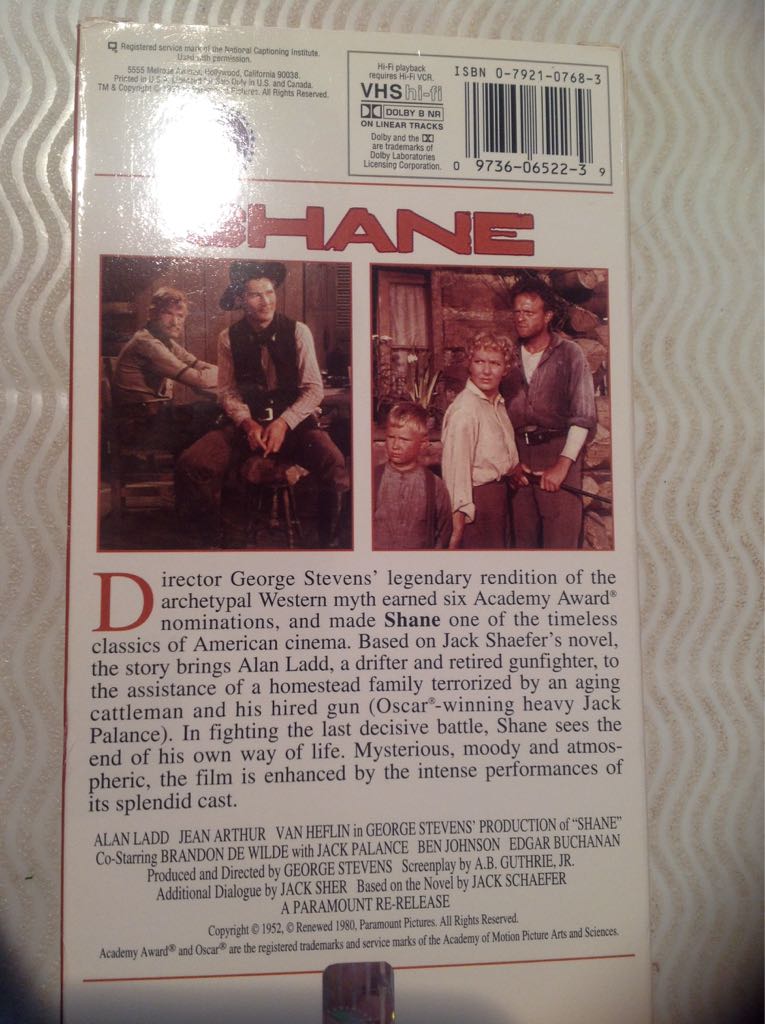 Registered service mark of the National Captioning Institute.
Used with permission.
5555 Melrose Avenue, Hollywood, California 90038.
Printed in U.S.A. for Sale Only in U.S. and Canada.
TM & Copyright © Pictures. All Rights Reserved.
Hi-Fi playback
requires Hi-Fi VCR.
VHS hi-fi
DOLBY B NR
ON LINEAR TRACKS
Dolby and the
are trademarks of
Dolby Laboratories
Licensing Corporation.
ISBN 0-7921-0768-3
0 9736-06522-3 9
SHANE
Director George Stevens' legendary rendition of the
archetypal Western myth earned six Academy Award®
nominations, and made Shane one of the timeless
classics of American cinema. Based on Jack Shaefer's novel,
the story brings Alan Ladd, a drifter and retired gunfighter, to
the assistance of a homestead family terrorized by an aging
cattleman and his hired gun (Oscar®-winning heavy Jack
Palance). In fighting the last decisive battle, Shane sees the
end of his own way of life. Mysterious, moody and atmos-
pheric, the film is enhanced by the intense performances of
its splendid cast.
ALAN LADD JEAN ARTHUR VAN HEFLIN in GEORGE STEVENS' PRODUCTION of "SHANE"
Co-Starring BRANDON DE WILDE with JACK PALANCE BEN JOHNSON EDGAR BUCHANAN
Produced and Directed by GEORGE STEVENS Screenplay by A.B. GUTHRIE, JR.
Additional Dialogue by JACK SHER Based on the Novel by JACK SCHAEFER
A PARAMOUNT RE-RELEASE
Copyright © 1952, © Renewed 1980, Paramount Pictures. All Rights Reserved.
Academy Award® and Oscar® are the registered trademarks and service marks of the Academy of Motion Picture Arts and Sciences.